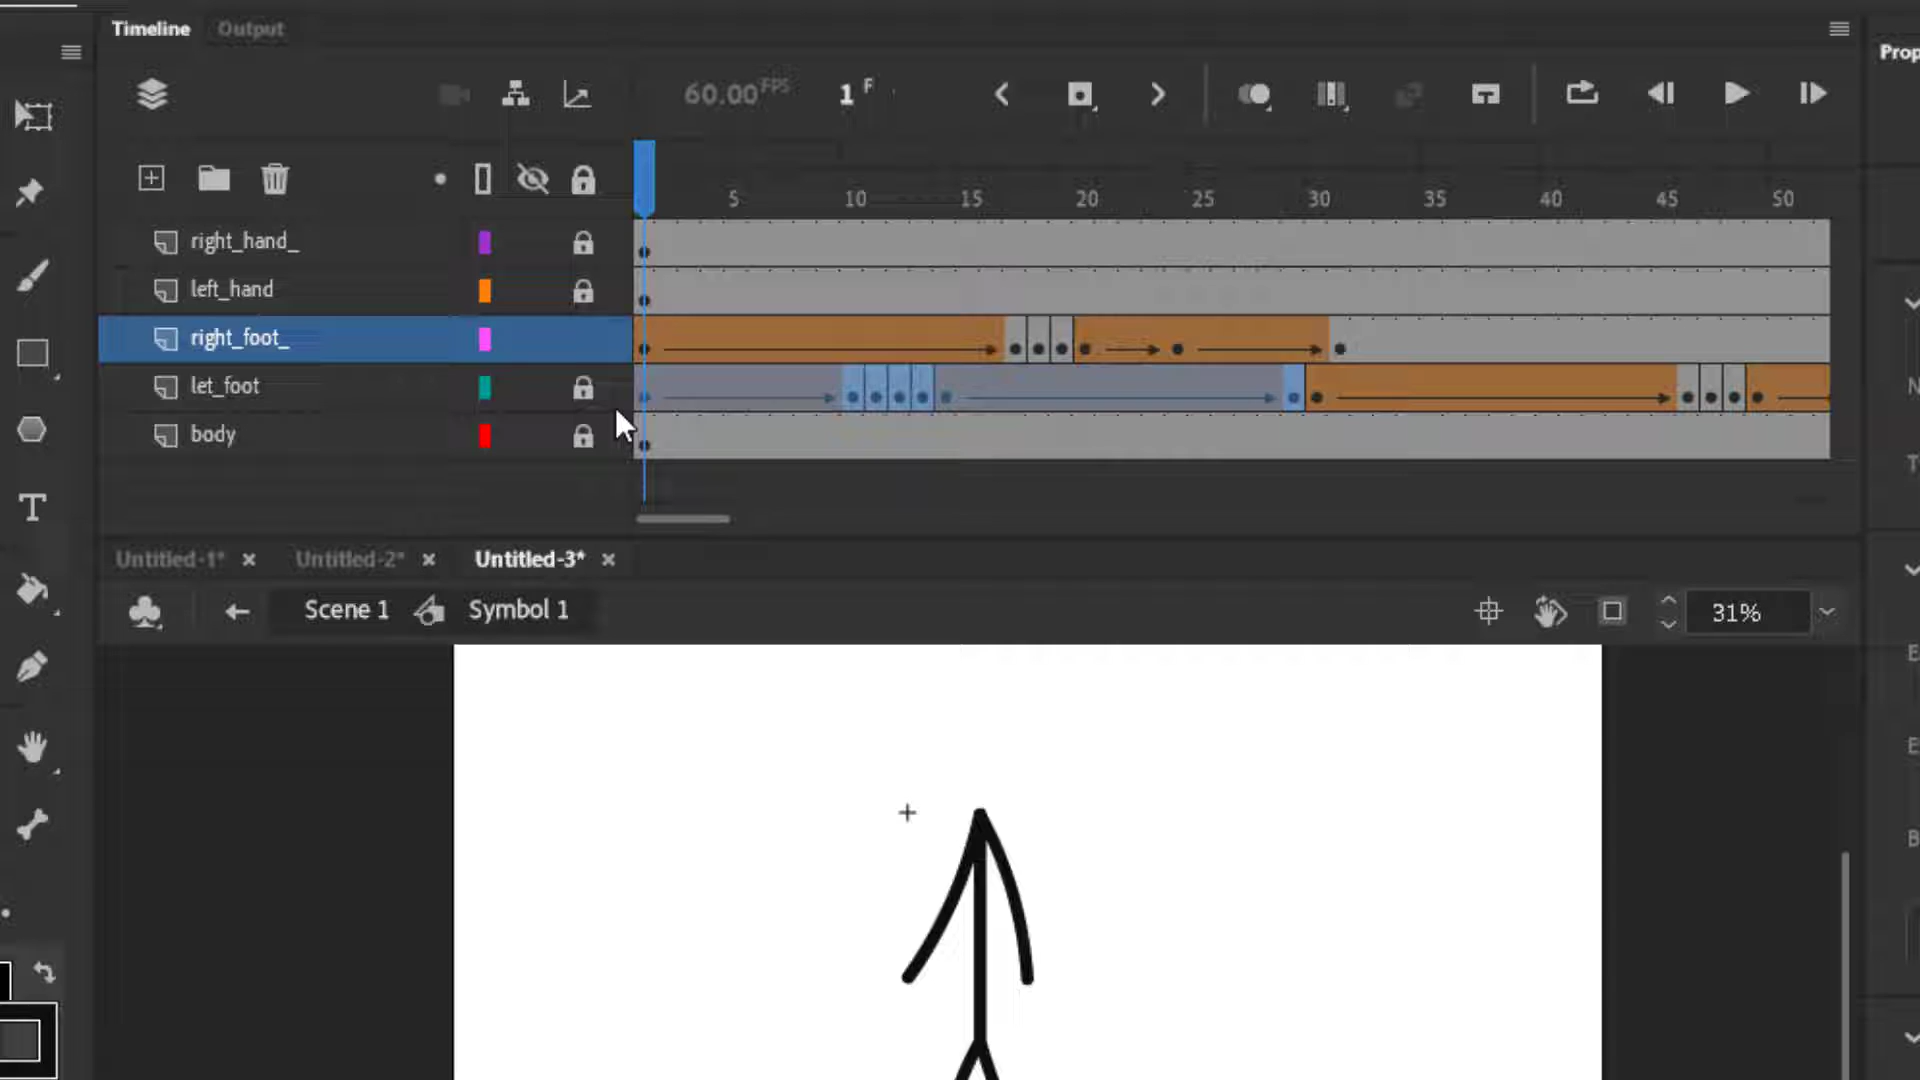 Timeline Output
Prop
60.00 FPS 1 F
5 10 15 20 25 30 35 40 45 50
right_hand_
left_hand
right_foot_
let_foot
body
Untitled-1* Untitled-2* Untitled-3*
Scene 1 Symbol 1 31%